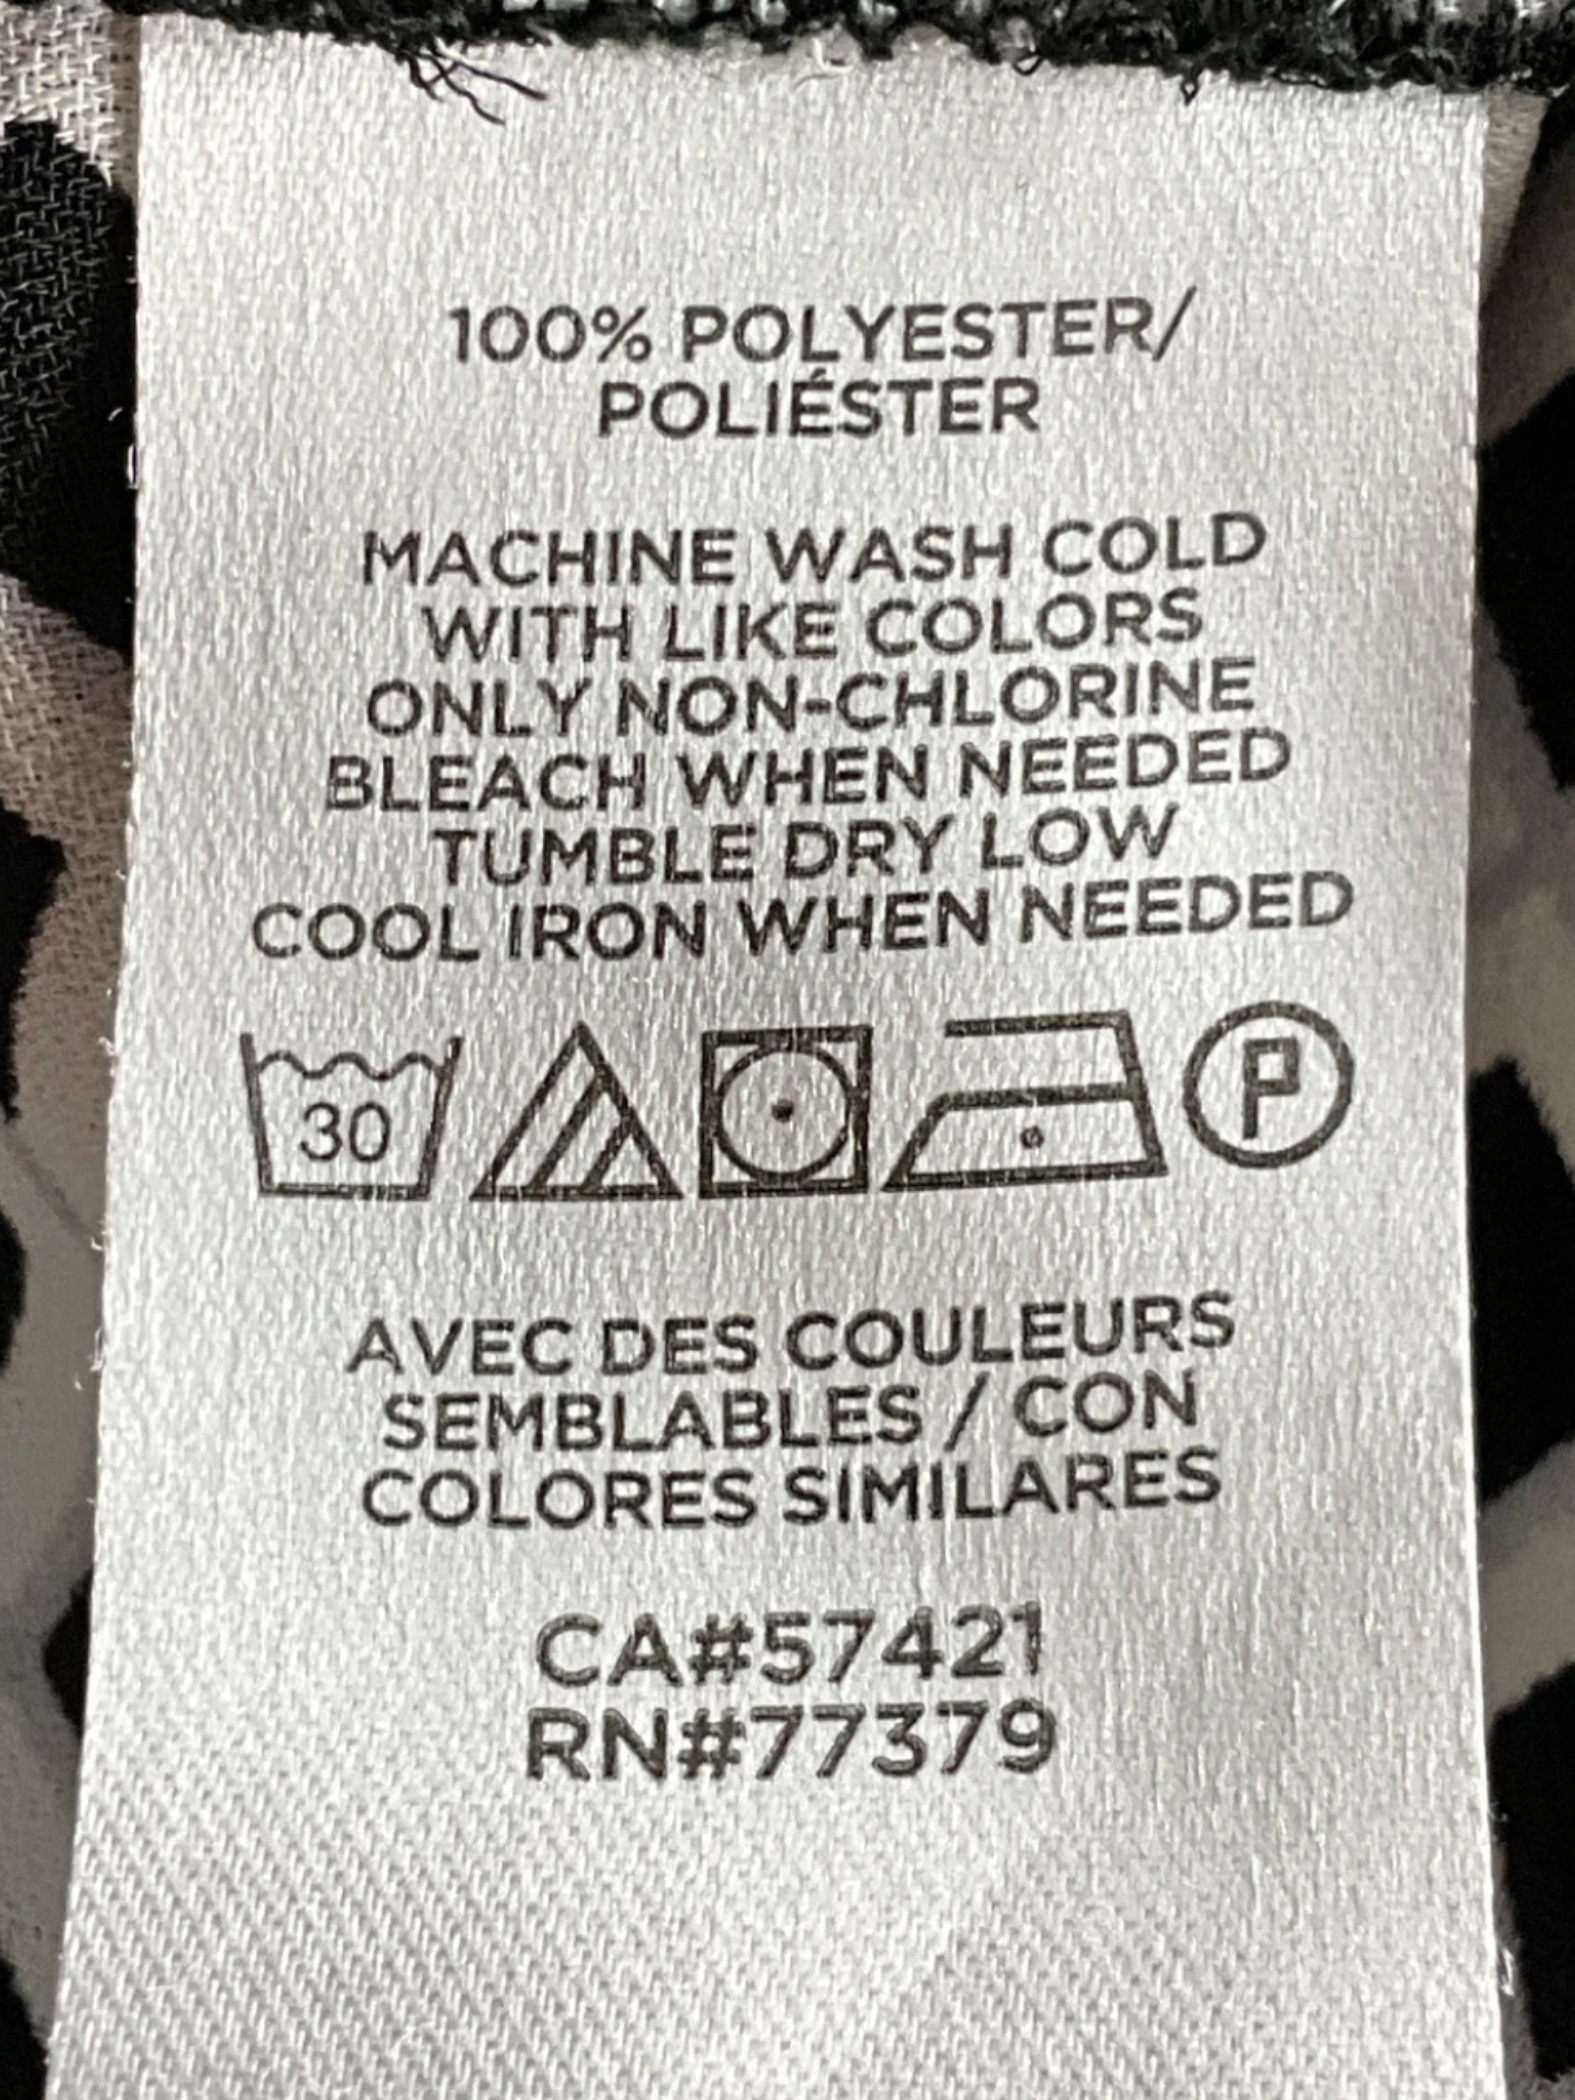 100% POLYESTER/
POLIÉSTER
MACHINE WASH COLD
WITH LIKE COLORS
ONLY NON-CHLORINE
BLEACH WHEN NEEDED
TUMBLE DRY LOW
COOL IRON WHEN NEEDED
30 P
AVEC DES COULEURS
SEMBLABLES / CON
COLORES SIMILARES
CA#57421
RN#77379